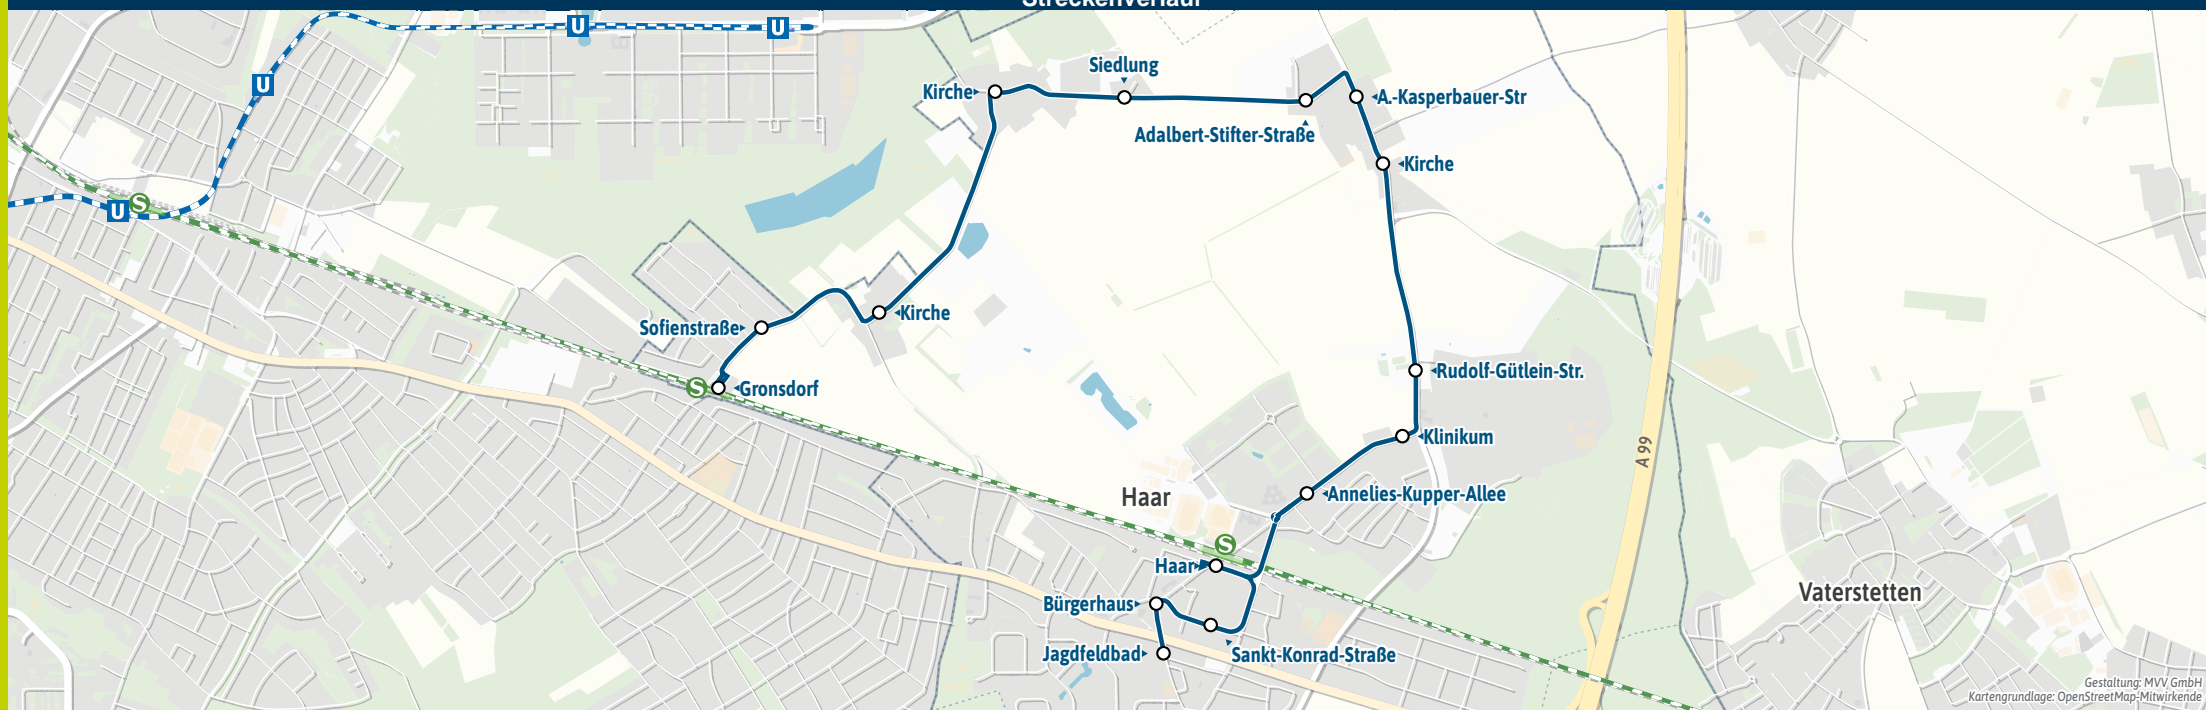 Streckenverlauf
U
U
U
Siedlung
Kirche
A.-Kasperbauer-Str
Adalbert-Stifter-Straße
Kirche
U
S
Kirche
Sofienstraße
S
Gronsdorf
Rudolf-Gütlein-Str.
Klinikum
A 99
Annelies-Kupper-Allee
Haar
S
Haar
Vaterstetten
Bürgerhaus
Jagdfeldbad
Sankt-Konrad-Straße
Gestaltung: MVV GmbH
Kartengrundlage: OpenStreetMap-Mitwirkende